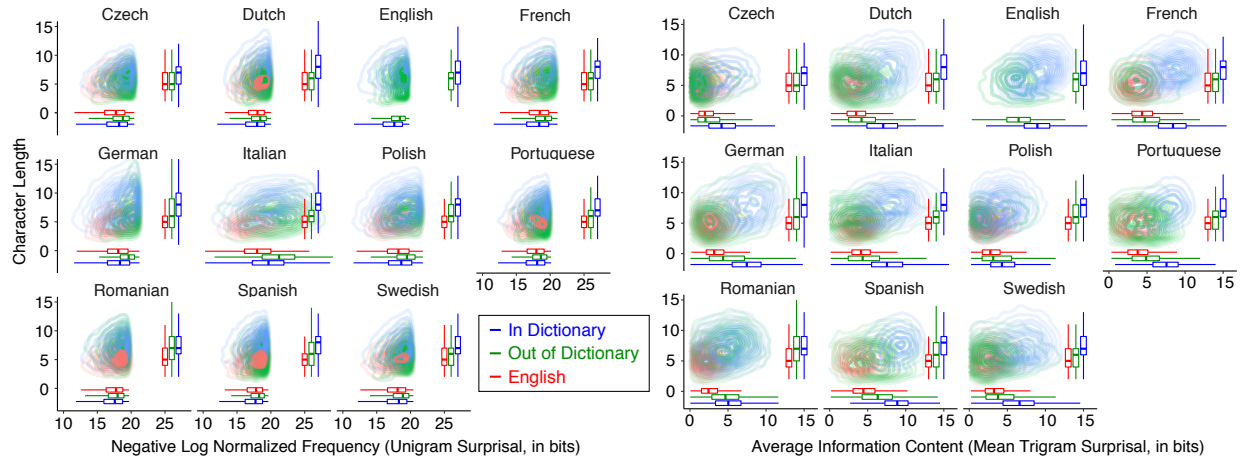 Czech Dutch English French
15
10
5
0
German Italian Polish Portuguese
15
10
5
0
10 15 20 25
Romanian Spanish Swedish
15
10
5
0
10 15 20 25 10 15 20 25 10 15 20 25
Character Length
In Dictionary
Out of Dictionary
English
Negative Log Normalized Frequency (Unigram Surprisal, in bits)
Czech Dutch English French
15
10
5
0
German Italian Polish Portuguese
15
10
5
0
0 5 10 15
Romanian Spanish Swedish
15
10
5
0
0 5 10 15 0 5 10 15 0 5 10 15
Average Information Content (Mean Trigram Surprisal, in bits)